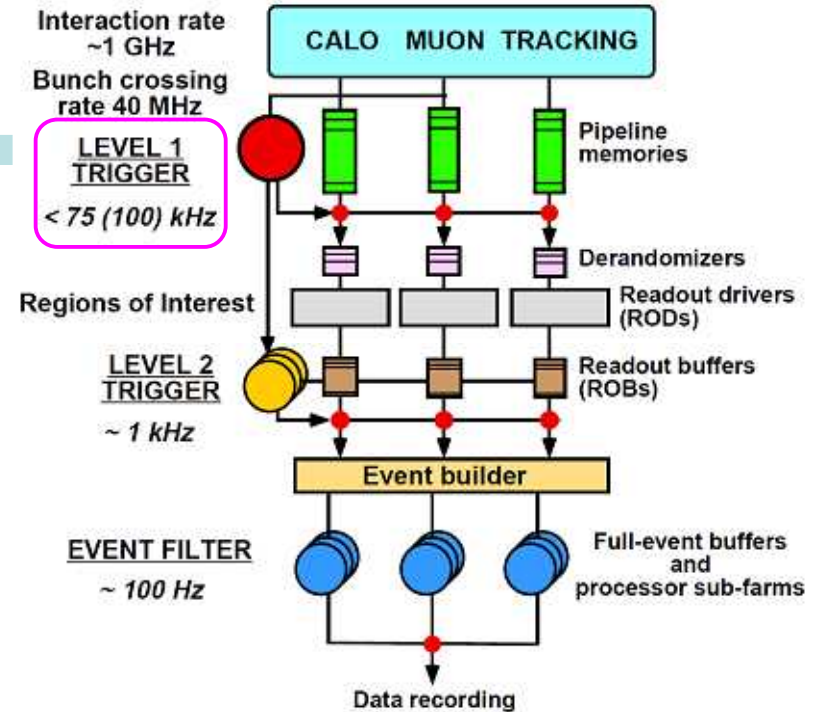 Interaction rate
~1 GHz
CALO MUON TRACKING
Bunch crossing
rate 40 MHz
LEVEL 1
TRIGGER
< 75 (100) kHz
Pipeline
memories
Derandomizers
Regions of Interest
Readout drivers
(RODs)
LEVEL 2
TRIGGER
~ 1 kHz
Readout buffers
(ROBs)
Event builder
EVENT FILTER
~ 100 Hz
Full-event buffers
and
processor sub-farms
Data recording